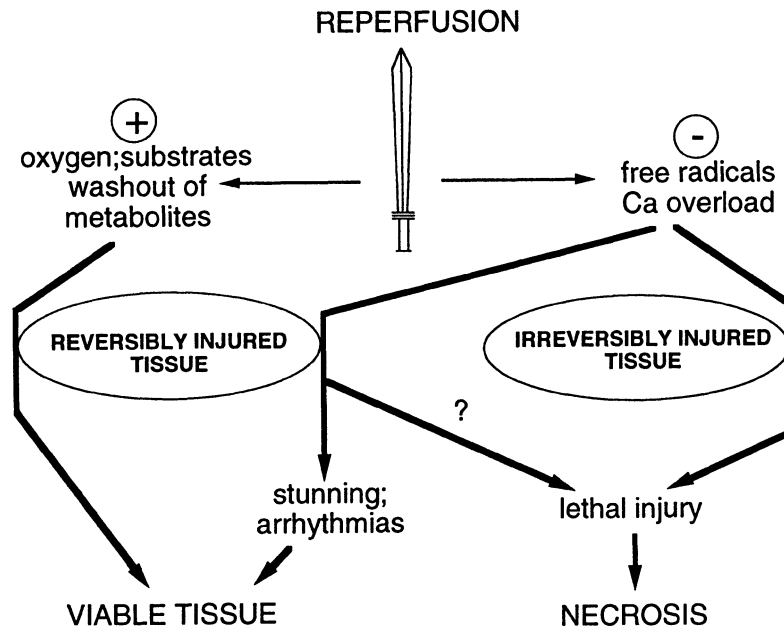 REPERFUSION
+
oxygen;substrates
washout of
metabolites
-
free radicals
Ca overload
REVERSIBLY INJURED
TISSUE
IRREVERSIBLY INJURED
TISSUE
?
stunning;
arrhythmias
lethal injury
VIABLE TISSUE
NECROSIS